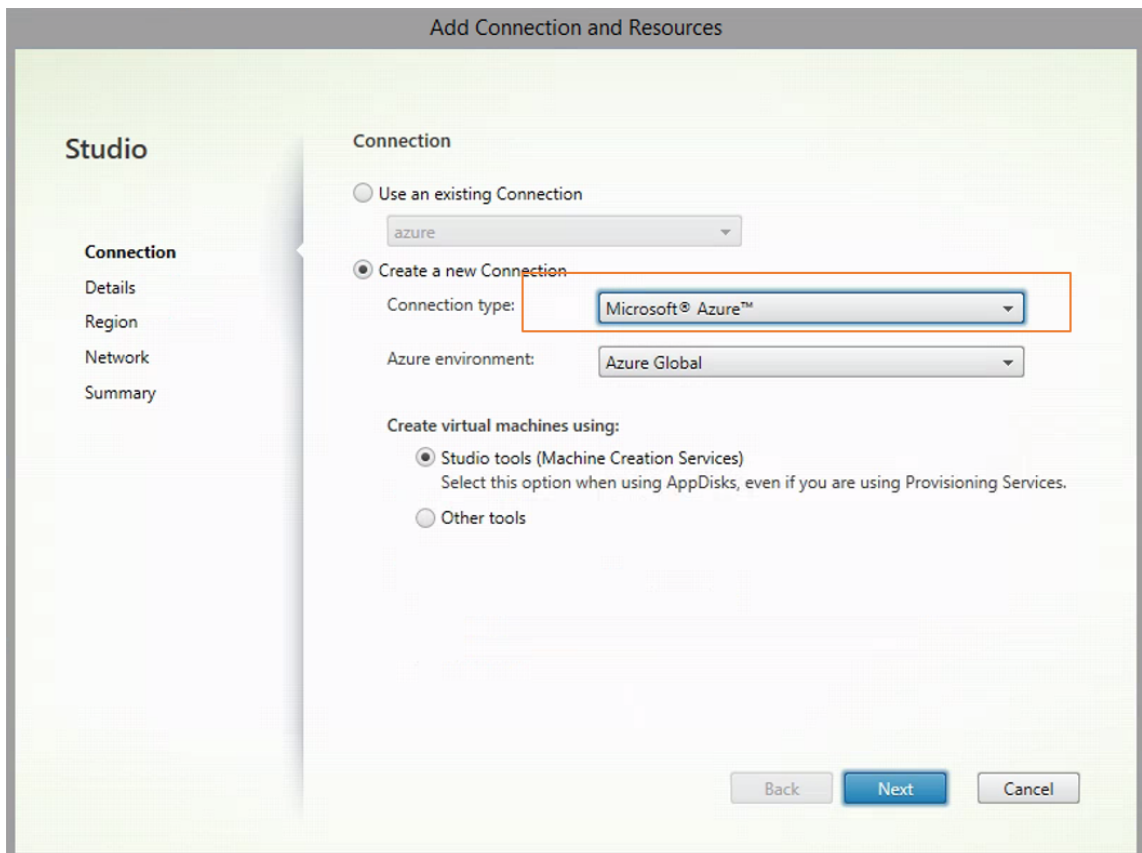 Add Connection and Resources
Studio
Connection
Details
Region
Network
Summary
Connection
Use an existing Connection
azure
Create a new Connection
Connection type:
Microsoft® Azure™
Azure environment:
Azure Global
Create virtual machines using:
Studio tools (Machine Creation Services)
Select this option when using AppDisks, even if you are using Provisioning Services.
Other tools
Back
Next
Cancel